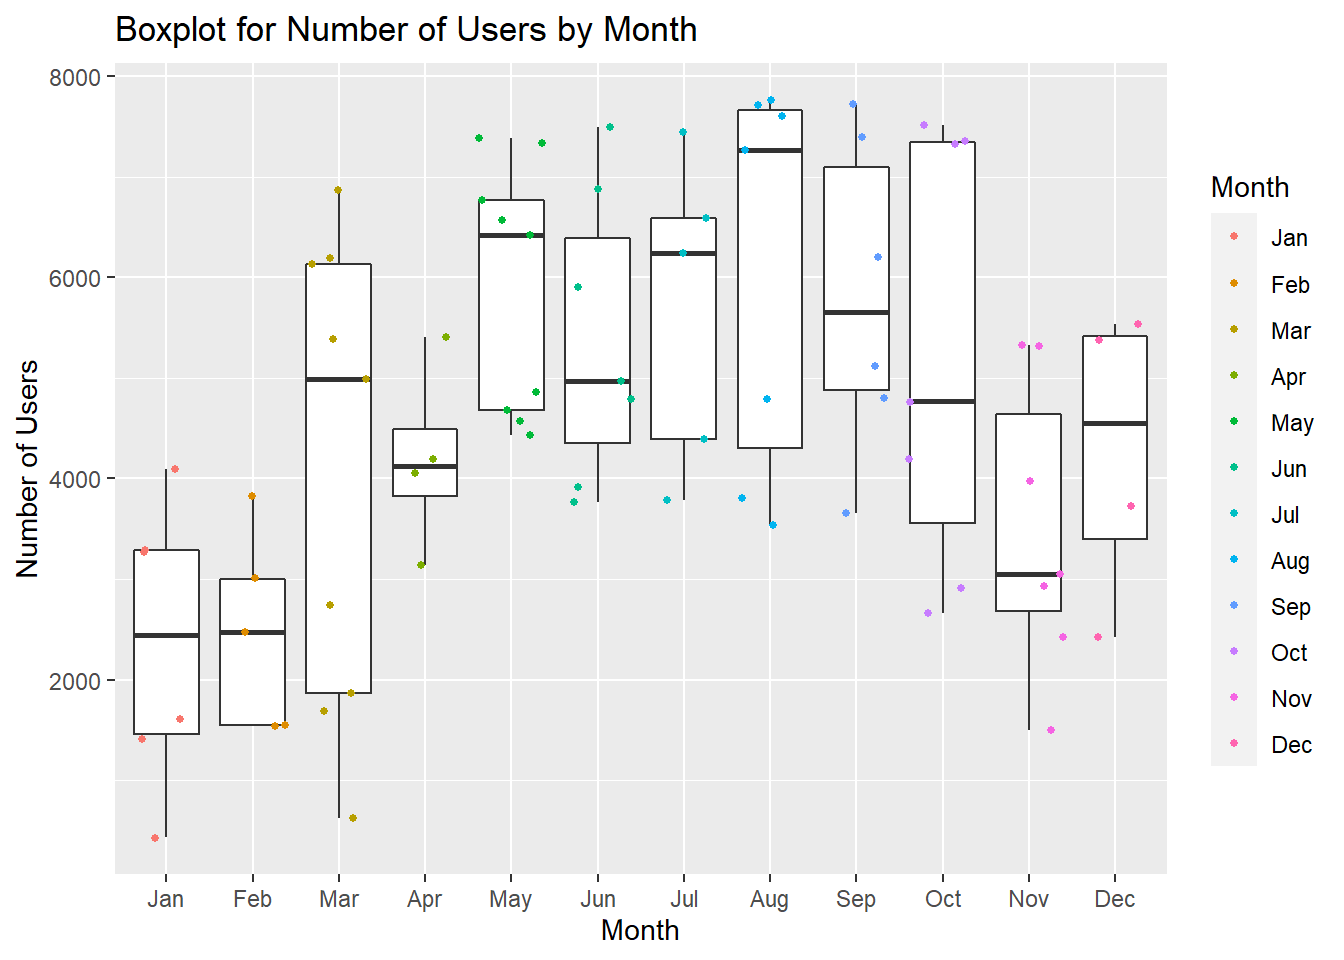 Boxplot for Number of Users by Month
8000
6000
4000
2000
Number of Users
Jan Feb Mar Apr May Jun Jul Aug Sep Oct Nov Dec
Month
Month
Jan
Feb
Mar
Apr
May
Jun
Jul
Aug
Sep
Oct
Nov
Dec